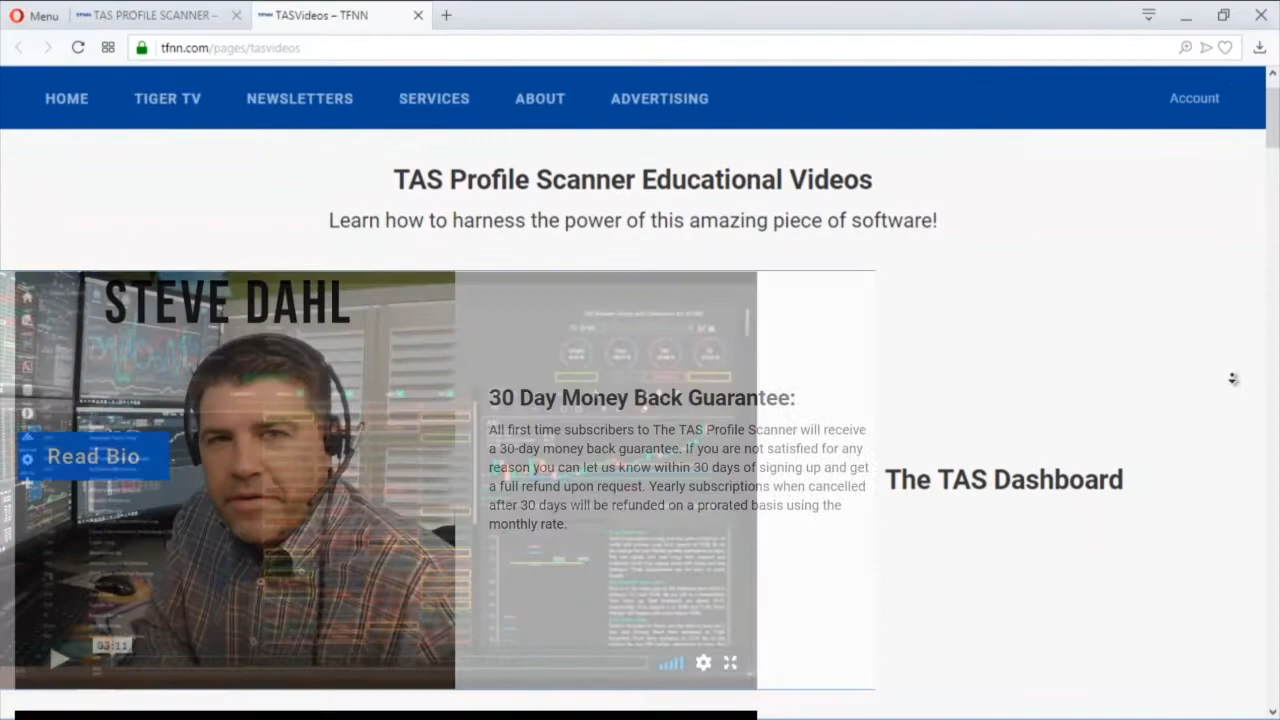 Menu
TAS PROFILE SCANNER –
TASVideos – TFNN
tfnn.com/pages/tasvideos
HOME
TIGER TV
NEWSLETTERS
SERVICES
ABOUT
ADVERTISING
Account
TAS Profile Scanner Educational Videos
Learn how to harness the power of this amazing piece of software!
STEVE DAHL
Read Bio
30 Day Money Back Guarantee:
All first time subscribers to The TAS Profile Scanner will receive
a 30-day money back guarantee. If you are not satisfied for any
reason you can let us know within 30 days of signing up and get
a full refund upon request. Yearly subscriptions when cancelled
after 30 days will be refunded on a prorated basis using the
monthly rate.
The TAS Dashboard
03:11